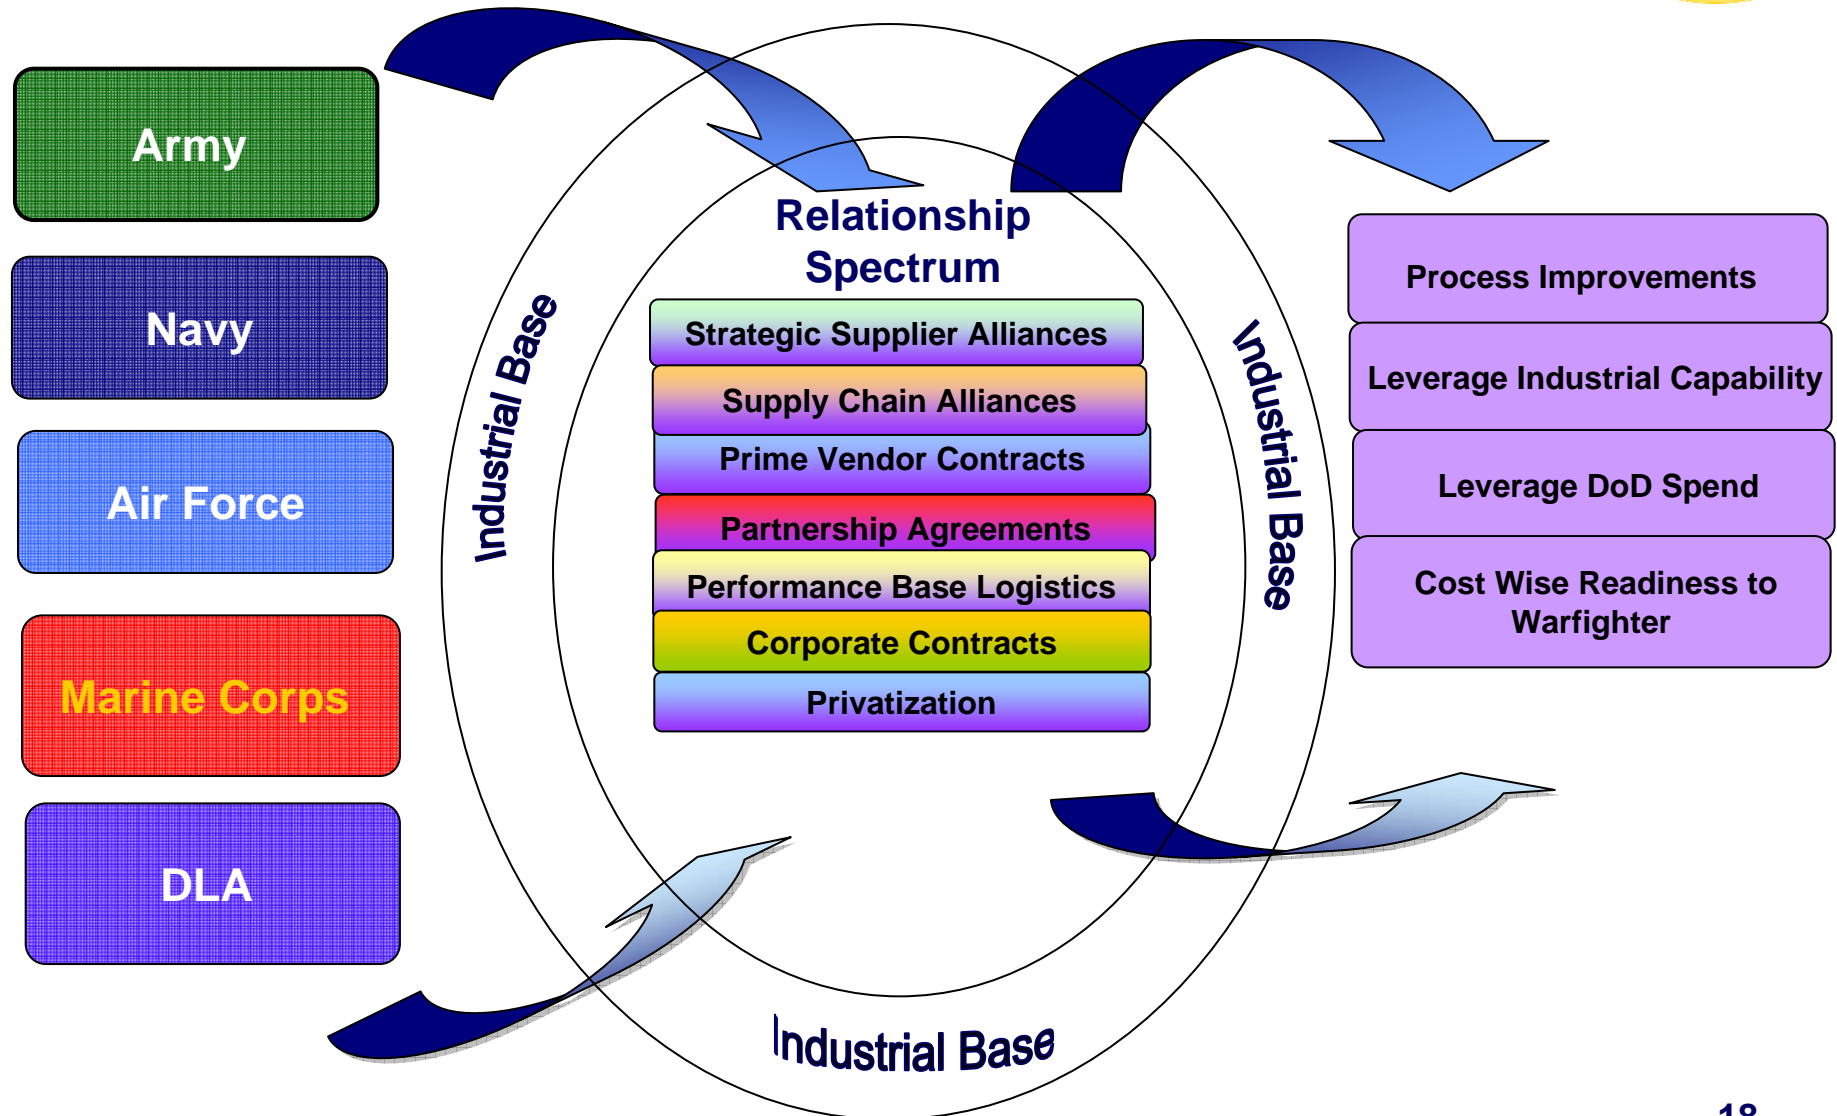 Army
Navy
Air Force
Marine Corps
DLA
Industrial Base
Relationship
Spectrum
Strategic Supplier Alliances
Supply Chain Alliances
Prime Vendor Contracts
Partnership Agreements
Performance Base Logistics
Corporate Contracts
Privatization
Industrial Base
Industrial Base
Process Improvements
Leverage Industrial Capability
Leverage DoD Spend
Cost Wise Readiness to
Warfighter
18